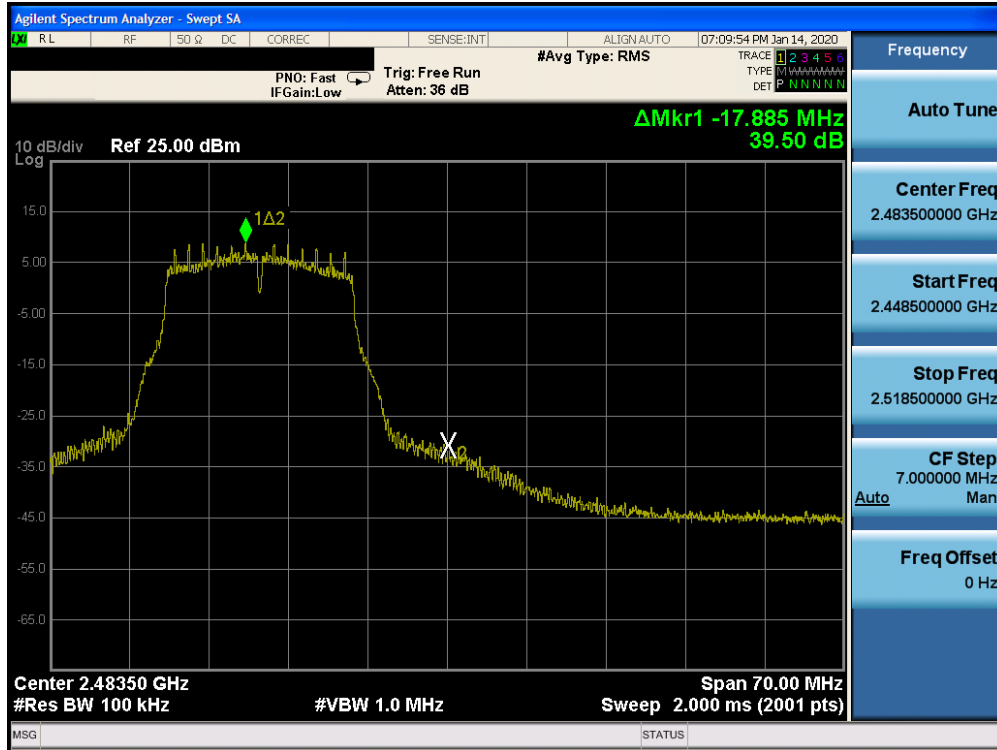 Agilent Spectrum Analyzer - Swept SA
LXI RL RF 50 Ω DC CORREC SENSE:INT ALIGN AUTO 07:09:54 PM Jan 14, 2020
#Avg Type: RMS TRACE 1 2 3 4 5 6
PNO: Fast Trig: Free Run TYPE M WWWWW
IFGain:Low Atten: 36 dB DET P N N N N N
ΔMkr1 -17.885 MHz
39.50 dB
10 dB/div Ref 25.00 dBm
Log
15.0
1Δ2
5.00
-5.00
-15.0
-25.0
X2
-35.0
-45.0
-55.0
-65.0
Center 2.48350 GHz Span 70.00 MHz
#Res BW 100 kHz #VBW 1.0 MHz Sweep 2.000 ms (2001 pts)
MSG STATUS
Frequency
Auto Tune
Center Freq
2.483500000 GHz
Start Freq
2.448500000 GHz
Stop Freq
2.518500000 GHz
CF Step
7.000000 MHz
Auto Man
Freq Offset
0 Hz